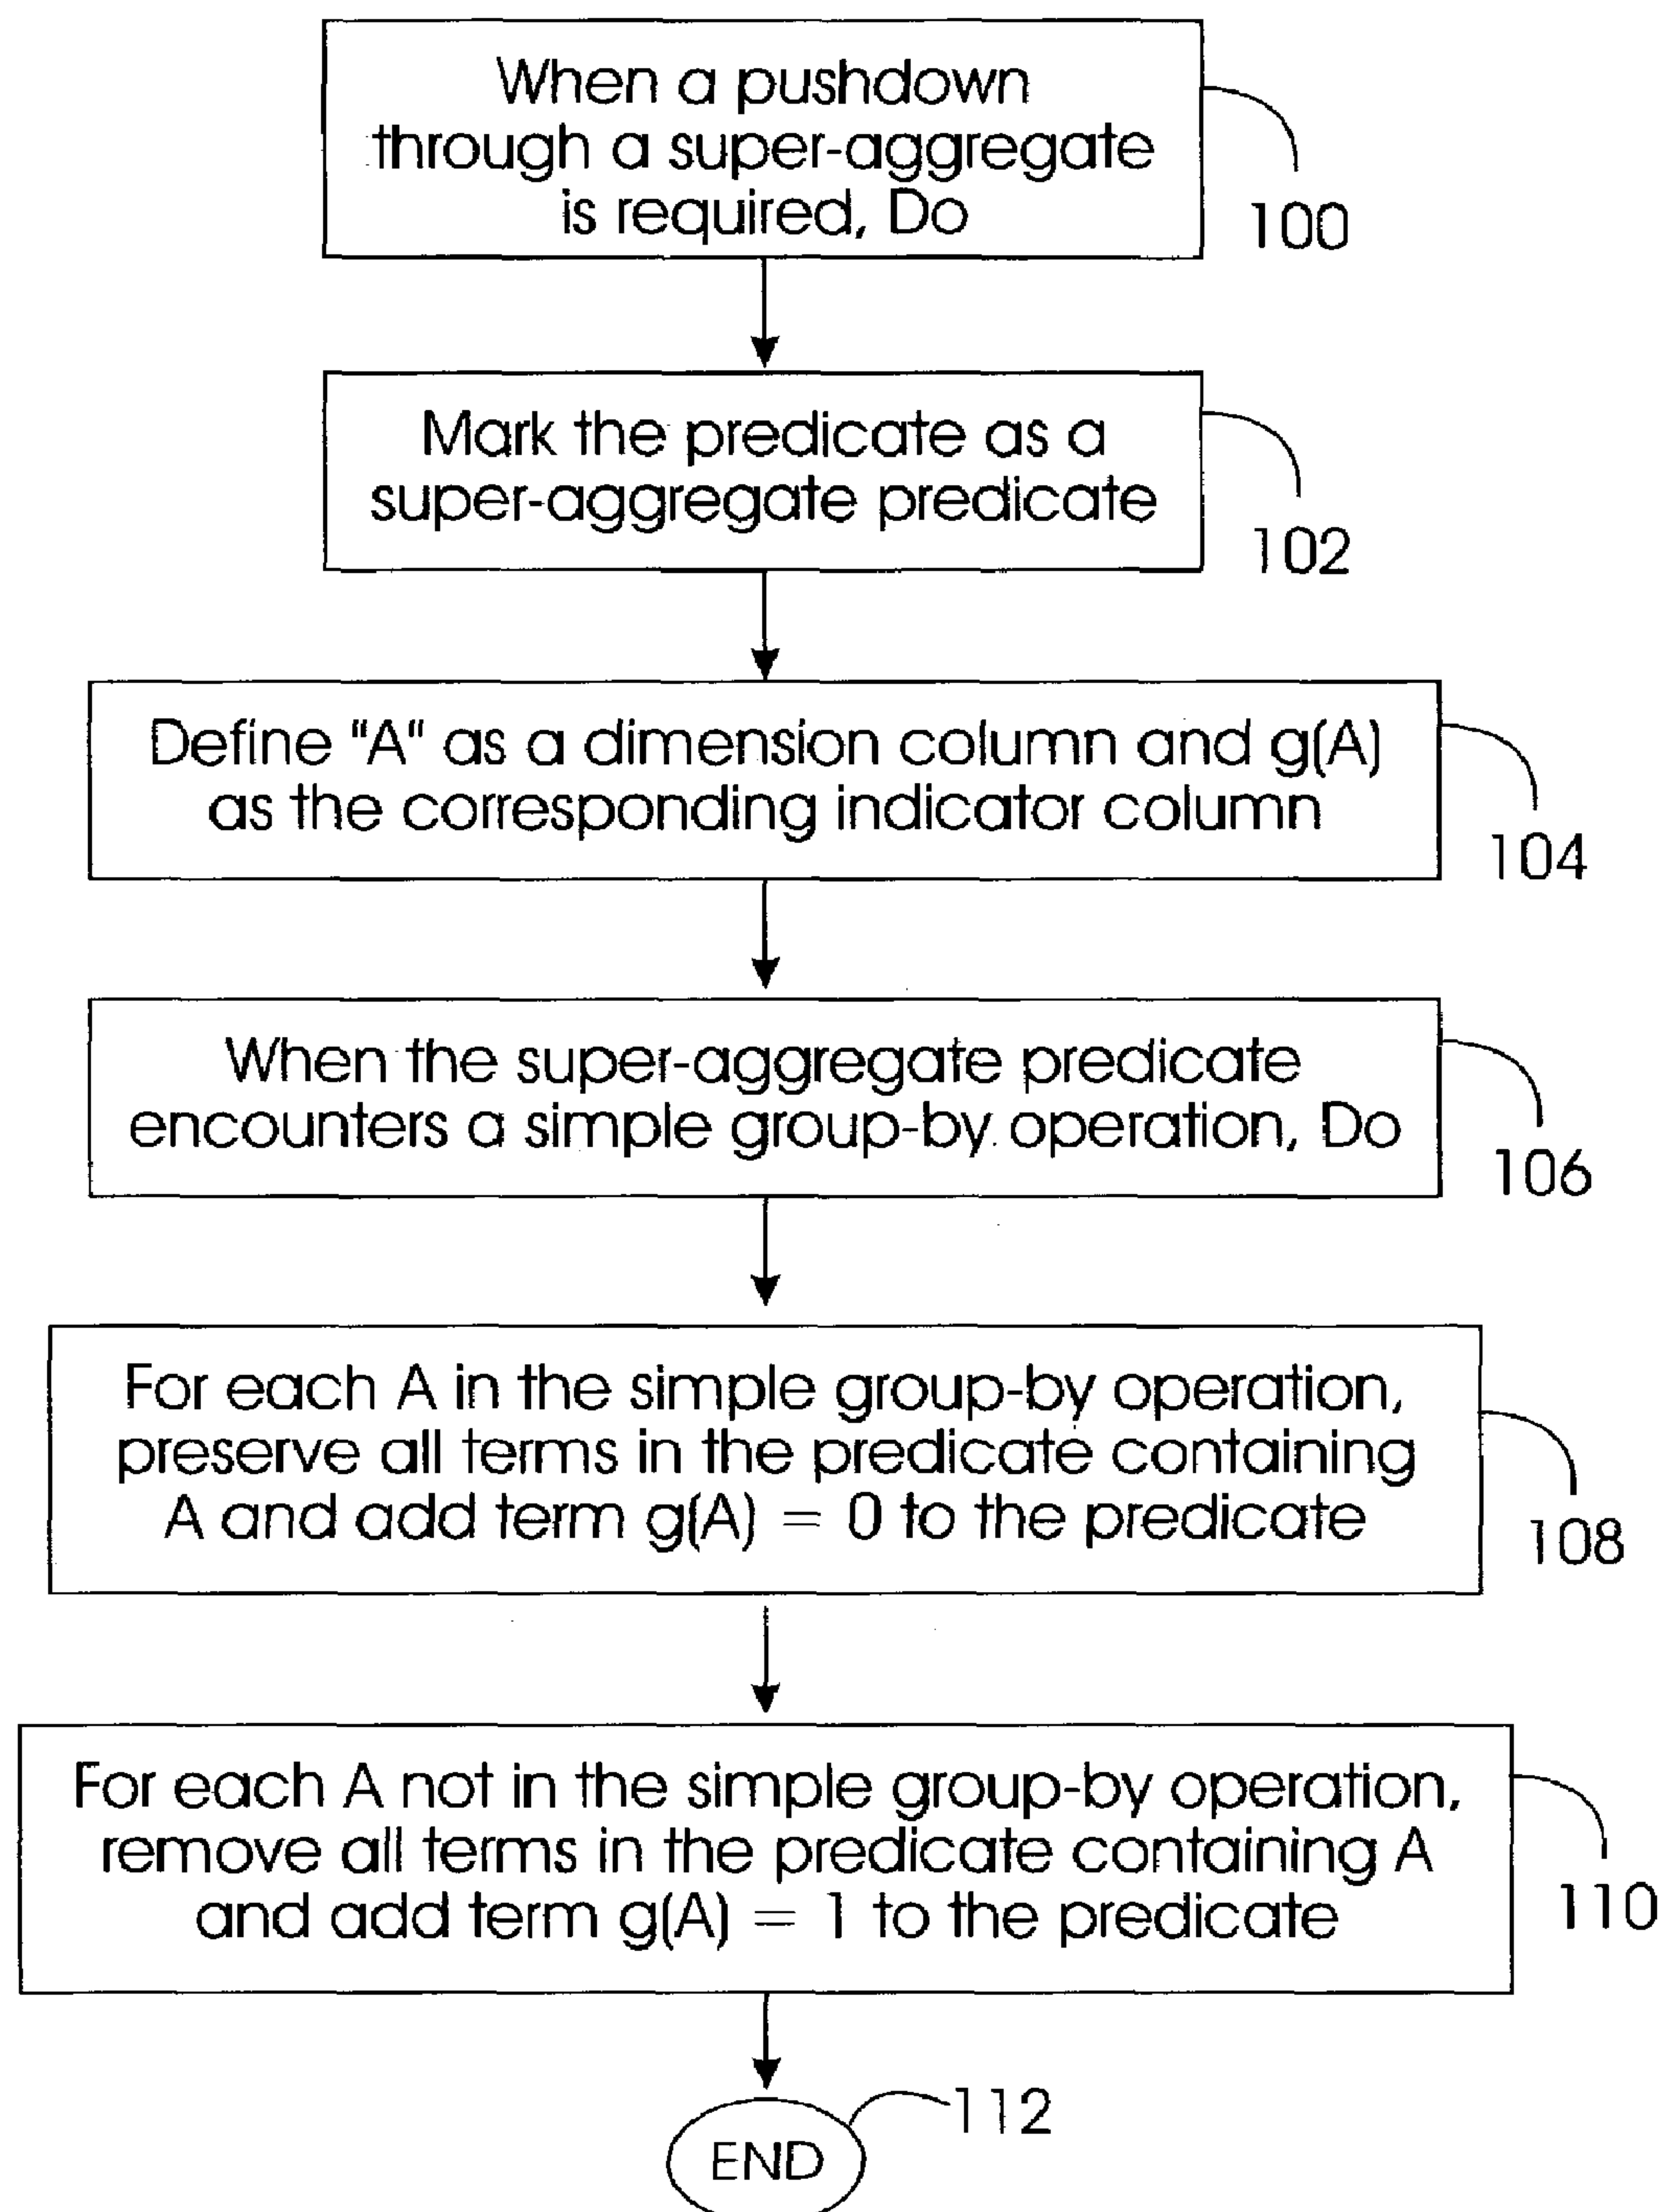 When a pushdown
through a super-aggregate
is required, Do
100
Mark the predicate as a
super-aggregate predicate
102
Define "A" as a dimension column and g(A)
as the corresponding indicator column
104
When the super-aggregate predicate
encounters a simple group-by operation, Do
106
For each A in the simple group-by operation,
preserve all terms in the predicate containing
A and add term g(A) = 0 to the predicate
108
For each A not in the simple group-by operation,
remove all terms in the predicate containing A
and add term g(A) = 1 to the predicate
110
112
END